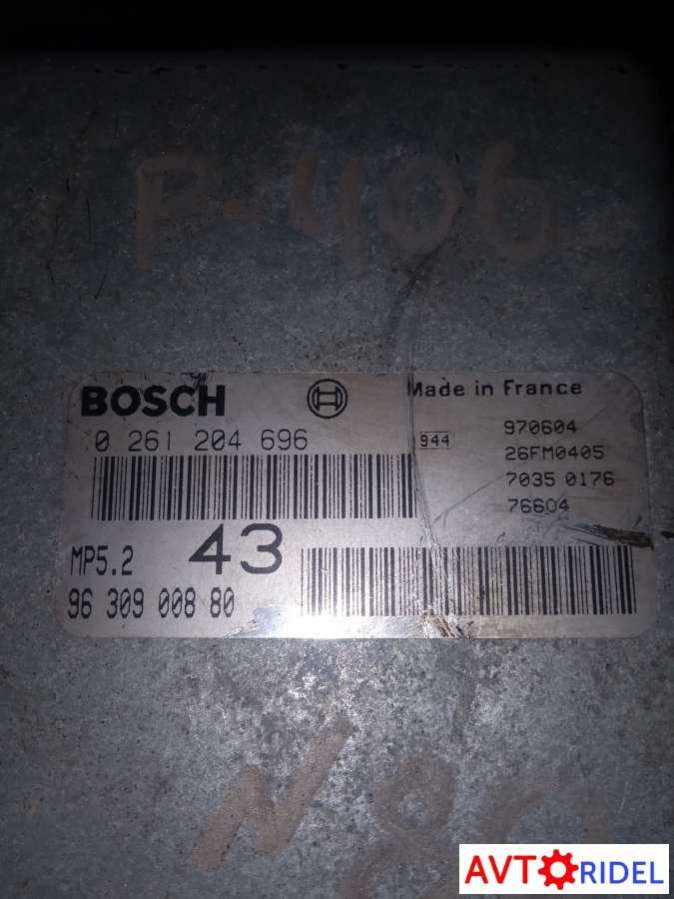 P-406
BOSCH
Made in France
0 261 204 696
944
970604
26FM0405
7035 0176
76604
MP5.2
43
96 309 008 80
AVTORIDEL